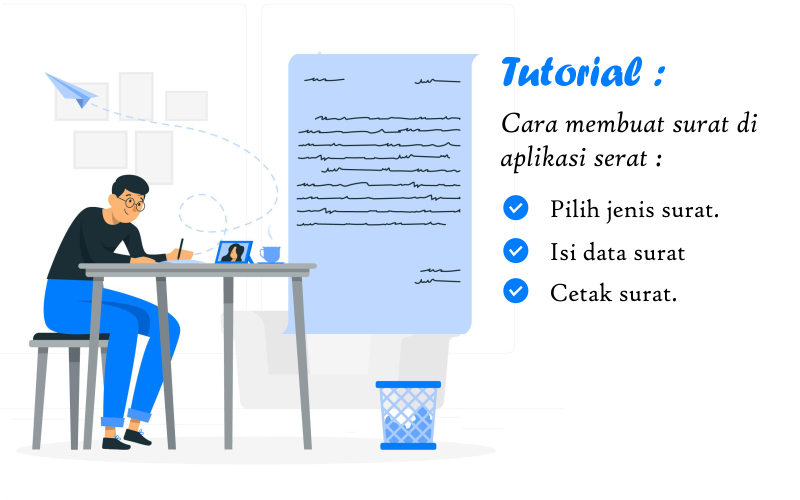 Tutorial :
Cara membuat surat di
aplikasi serat :
Pilih jenis surat.
Isi data surat
Cetak surat.